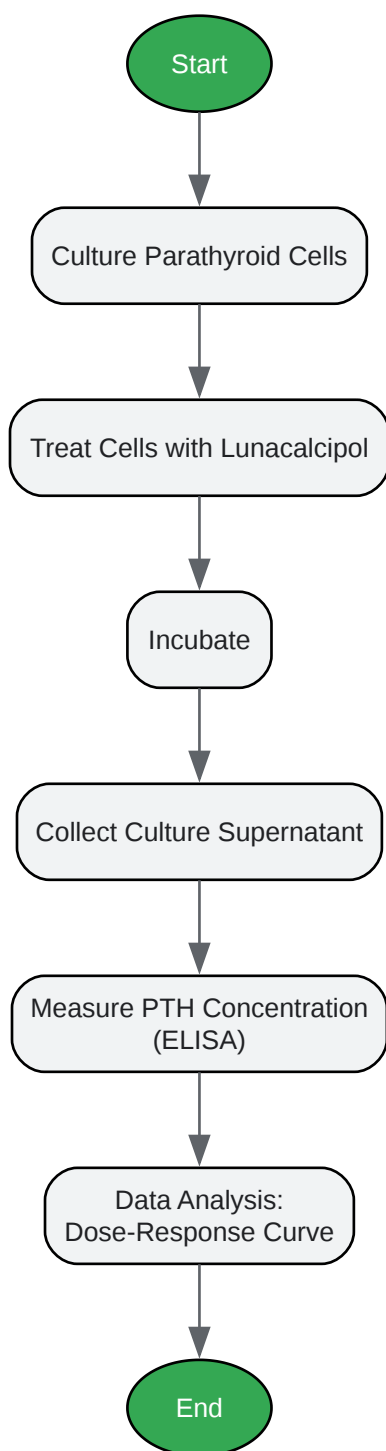 Start
Culture Parathyroid Cells
Treat Cells with Lunacalcipol
Incubate
Collect Culture Supernatant
Measure PTH Concentration
(ELISA)
Data Analysis:
Dose-Response Curve
End